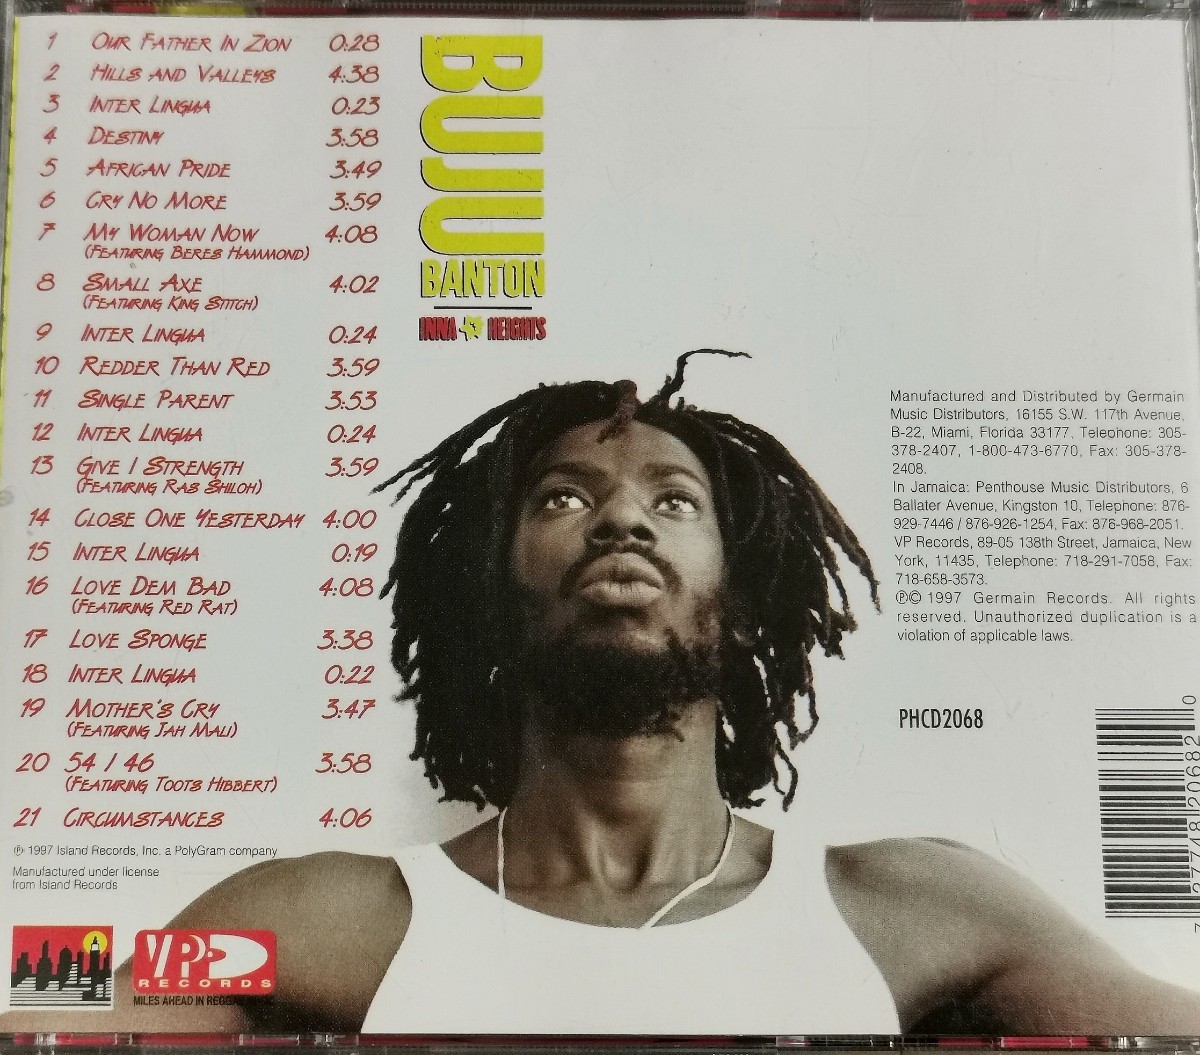 1 Our Father In Zion 0:28
2 Hills and Valleys 4:38
3 Inter Lingua 0:23
4 Destiny 3:58
5 African Pride 3:49
6 Cry No More 3:59
7 My Woman Now 4:08
(Featuring Beres Hammond)
8 Small Axe 4:02
(Featuring King Stitch)
9 Inter Lingua 0:24
10 Redder Than Red 3:59
11 Single Parent 3:53
12 Inter Lingua 0:24
13 Give I Strength 3:59
(Featuring Ras Shiloh)
14 Close One Yesterday 4:00
15 Inter Lingua 0:19
16 Love Dem Bad 4:08
(Featuring Red Rat)
17 Love Sponge 3:38
18 Inter Lingua 0:22
19 Mother's Cry 3:47
(Featuring Jah Mali)
20 54 / 46 3:58
(Featuring Toots Hibbert)
21 Circumstances 4:06
℗ 1997 Island Records, Inc. a PolyGram company
Manufactured under license
from Island Records
VP
RECORDS
MILES AHEAD IN REGGAE
BUJU
BANTON
INNA HEIGHTS
Manufactured and Distributed by Germain
Music Distributors, 16155 S.W. 117th Avenue,
B-22, Miami, Florida 33177, Telephone: 305-
378-2407, 1-800-473-6770, Fax: 305-378-
2408.
In Jamaica: Penthouse Music Distributors, 6
Ballater Avenue, Kingston 10, Telephone: 876-
929-7446 / 876-926-1254, Fax: 876-968-2051.
VP Records, 89-05 138th Street, Jamaica, New
York, 11435, Telephone: 718-291-7058, Fax:
718-658-3573.
℗© 1997 Germain Records. All rights
reserved. Unauthorized duplication is a
violation of applicable laws.
PHCD2068
7 37748 20682 0